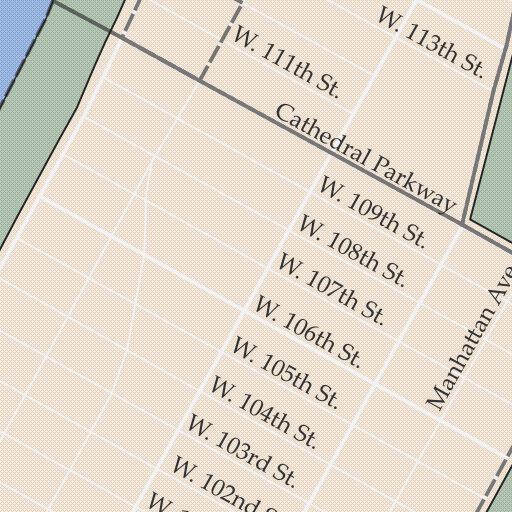 W. 113th St.
W. 111th St.
Cathedral Parkway
W. 109th St.
W. 108th St.
W. 107th St.
Manhattan Ave
W. 106th St.
W. 105th St.
W. 104th St.
W. 103rd St.
W. 102nd S
W.